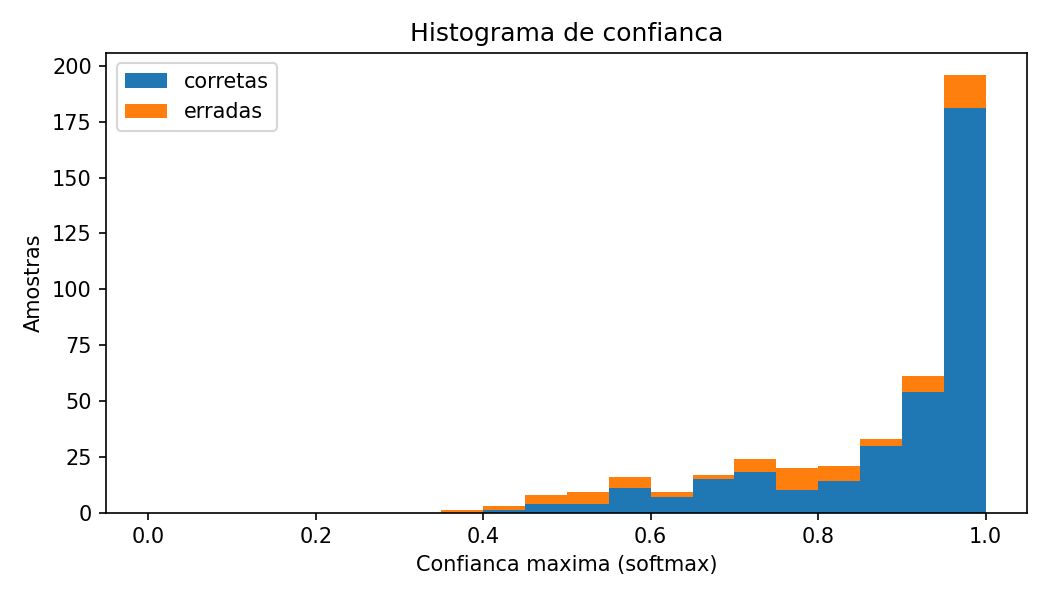 Histograma de confianca
corretas
erradas
Amostras
200
175
150
125
100
75
50
25
0
0.0 0.2 0.4 0.6 0.8 1.0
Confianca maxima (softmax)